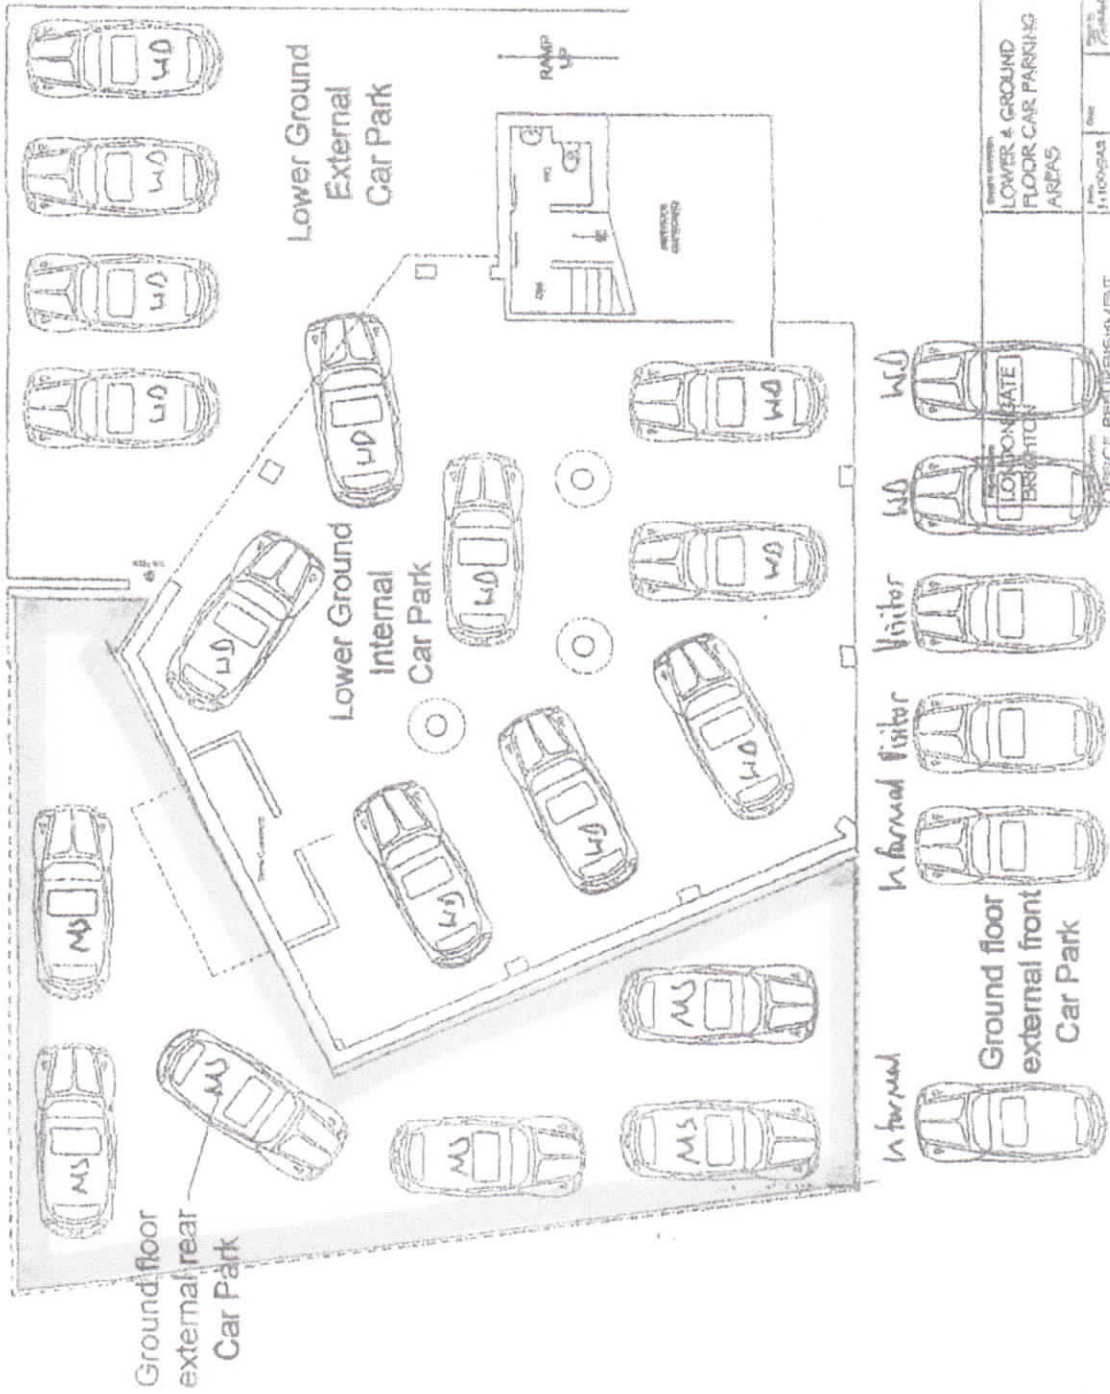 Lower Ground
External
Car Park
RAMP
UP
WD
WD
WD
WD
Lower Ground
Internal
Car Park
WD
WD
WD
WD
WD
WD
WD
WD
Ground floor
external rear
Car Park
MS
MS
MS
MS
MS
MS
Ground floor
external front
Car Park
Informal
Informal
Visitor
Visitor
WD
WD
LONDON GATE
BRIGHTON
OFFICE REFURBISHMENT
LOWER & GROUND
FLOOR CAR PARKING
AREAS